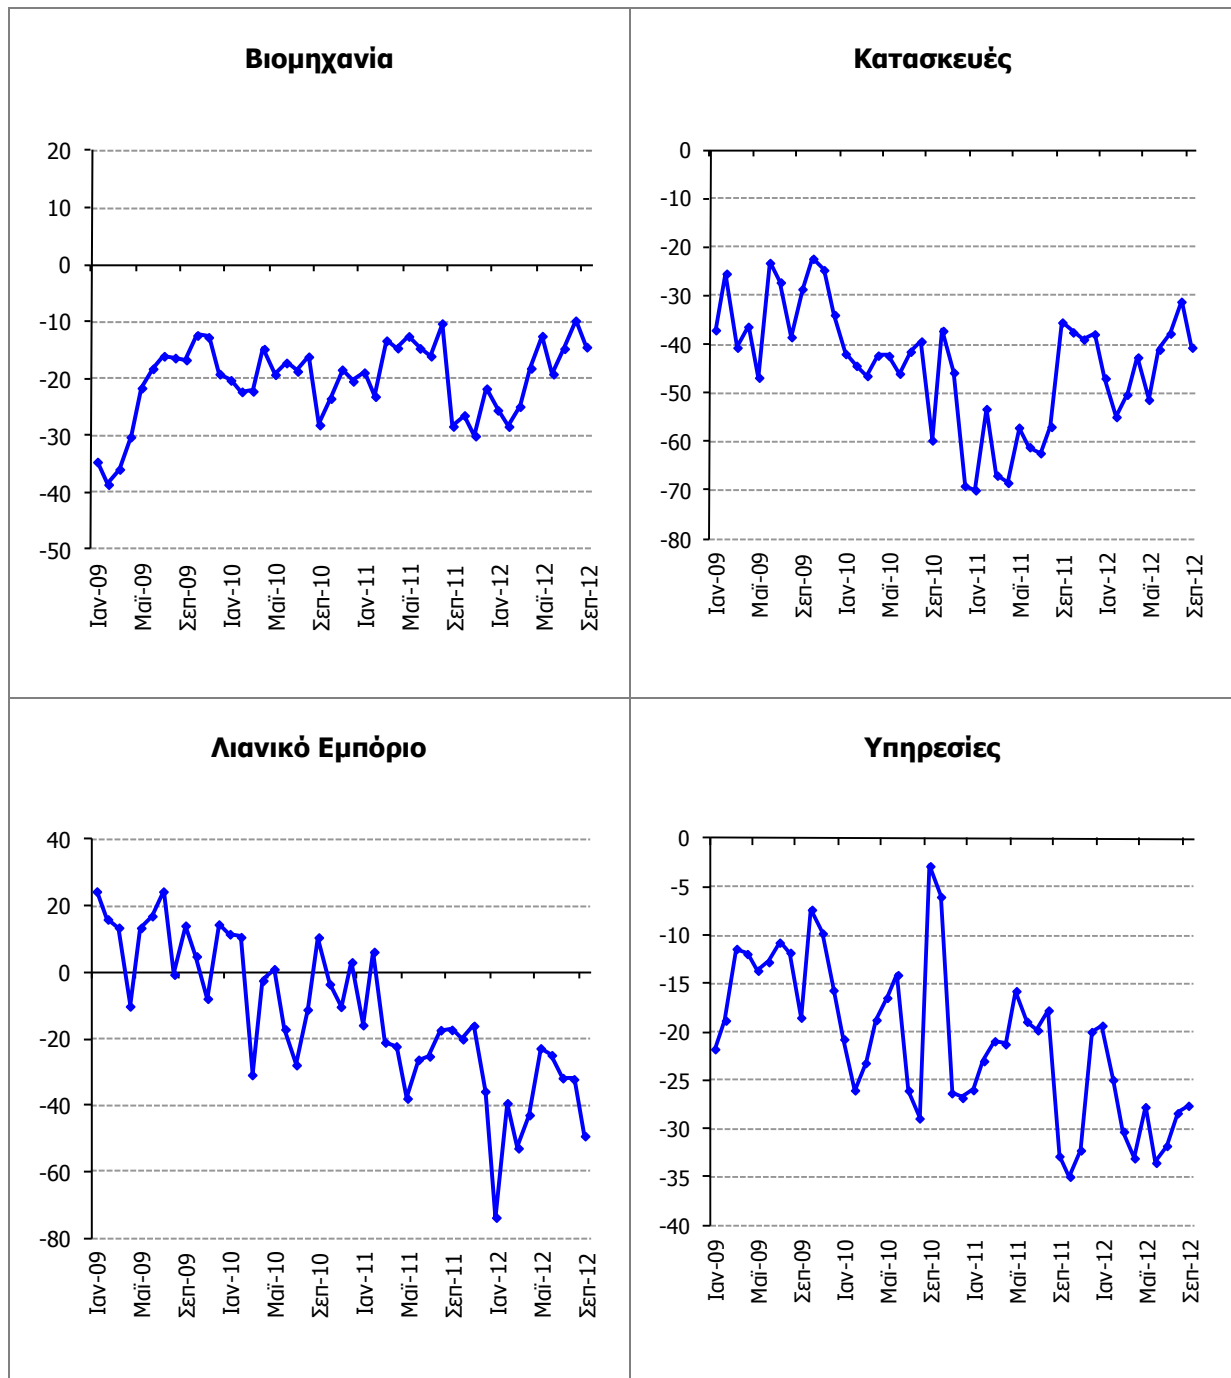 Βιομηχανία
20
10
0
-10
-20
-30
-40
-50
Ιαν-09
Μαϊ-09
Σεπ-09
Ιαν-10
Μαϊ-10
Σεπ-10
Ιαν-11
Μαϊ-11
Σεπ-11
Ιαν-12
Μαϊ-12
Σεπ-12
Κατασκευές
0
-10
-20
-30
-40
-50
-60
-70
-80
Ιαν-09
Μαϊ-09
Σεπ-09
Ιαν-10
Μαϊ-10
Σεπ-10
Ιαν-11
Μαϊ-11
Σεπ-11
Ιαν-12
Μαϊ-12
Σεπ-12
Λιανικό Εμπόριο
40
20
0
-20
-40
-60
-80
Ιαν-09
Μαϊ-09
Σεπ-09
Ιαν-10
Μαϊ-10
Σεπ-10
Ιαν-11
Μαϊ-11
Σεπ-11
Ιαν-12
Μαϊ-12
Σεπ-12
Υπηρεσίες
0
-5
-10
-15
-20
-25
-30
-35
-40
Ιαν-09
Μαϊ-09
Σεπ-09
Ιαν-10
Μαϊ-10
Σεπ-10
Ιαν-11
Μαϊ-11
Σεπ-11
Ιαν-12
Μαϊ-12
Σεπ-12